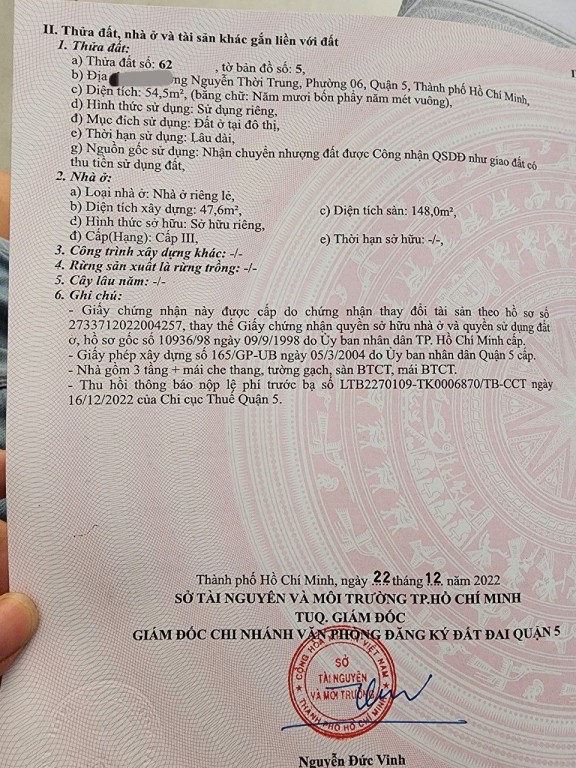 II. Thửa đất, nhà ở và tài sản khác gắn liền với đất
1. Thửa đất:
a) Thửa đất số: 62 , tờ bản đồ số: 5,
b) Địa ng Nguyễn Thời Trung, Phường 06, Quận 5, Thành phố Hồ Chí Minh,
c) Diện tích: 54,5m², (bằng chữ: Năm mươi bốn phẩy năm mét vuông),
d) Hình thức sử dụng: Sử dụng riêng,
đ) Mục đích sử dụng: Đất ở tại đô thị,
e) Thời hạn sử dụng: Lâu dài,
g) Nguồn gốc sử dụng: Nhận chuyển nhượng đất được Công nhận QSDĐ như giao đất có
thu tiền sử dụng đất,
2. Nhà ở:
a) Loại nhà ở: Nhà ở riêng lẻ,
b) Diện tích xây dựng: 47,6m², c) Diện tích sàn: 148,0m²,
d) Hình thức sở hữu: Sở hữu riêng,
đ) Cấp(Hạng): Cấp III, e) Thời hạn sở hữu: -/-,
3. Công trình xây dựng khác: -/-
4. Rừng sản xuất là rừng trồng: -/-
5. Cây lâu năm: -/-
6. Ghi chú:
- Giấy chứng nhận này được cấp do chứng nhận thay đổi tài sản theo hồ sơ số
2733712022004257, thay thế Giấy chứng nhận quyền sở hữu nhà ở và quyền sử dụng đất
ở, hồ sơ gốc số 10936/98 ngày 09/9/1998 do Ủy ban nhân dân TP. Hồ Chí Minh cấp.
- Giấy phép xây dựng số 165/GP-UB ngày 05/3/2004 do Ủy ban nhân dân Quận 5 cấp.
- Nhà gồm 3 tầng + mái che thang, tường gạch, sàn BTCT, mái BTCT.
- Thu hồi thông báo nộp lệ phí trước bạ số LTB2270109-TK0006870/TB-CCT ngày
16/12/2022 của Chi cục Thuế Quận 5.
Thành phố Hồ Chí Minh, ngày 22 tháng 12 năm 2022
SỞ TÀI NGUYÊN VÀ MÔI TRƯỜNG TP.HỒ CHÍ MINH
TUQ. GIÁM ĐỐC
GIÁM ĐỐC CHI NHÁNH VĂN PHÒNG ĐĂNG KÝ ĐẤT ĐAI QUẬN 5
SỞ
TÀI NGUYÊN
VÀ MÔI TRƯỜNG
THÀNH PHỐ HỒ CHÍ MINH
Nguyễn Đức Vinh